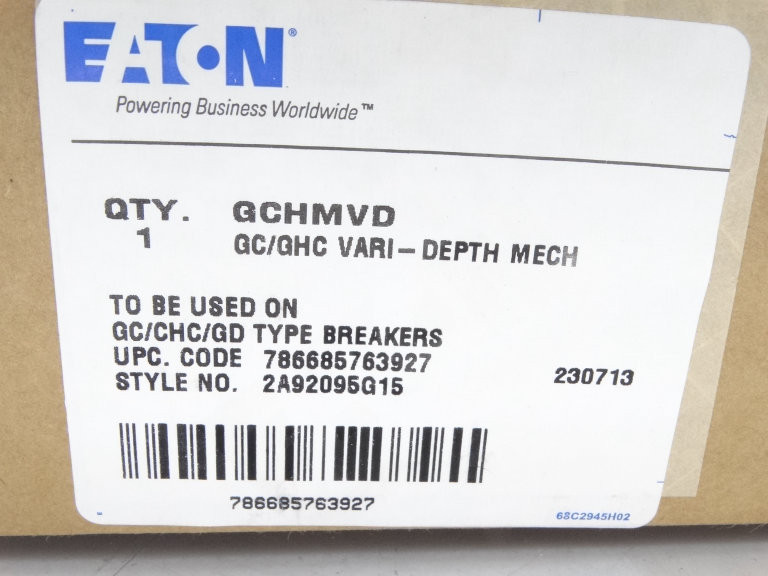 EATON®
Powering Business Worldwide™
QTY. GCHMVD
1 GC/GHC VARI-DEPTH MECH
TO BE USED ON
GC/CHC/GD TYPE BREAKERS
UPC. CODE 786685763927
STYLE NO. 2A92095G15 230713
786685763927
68C2945H02